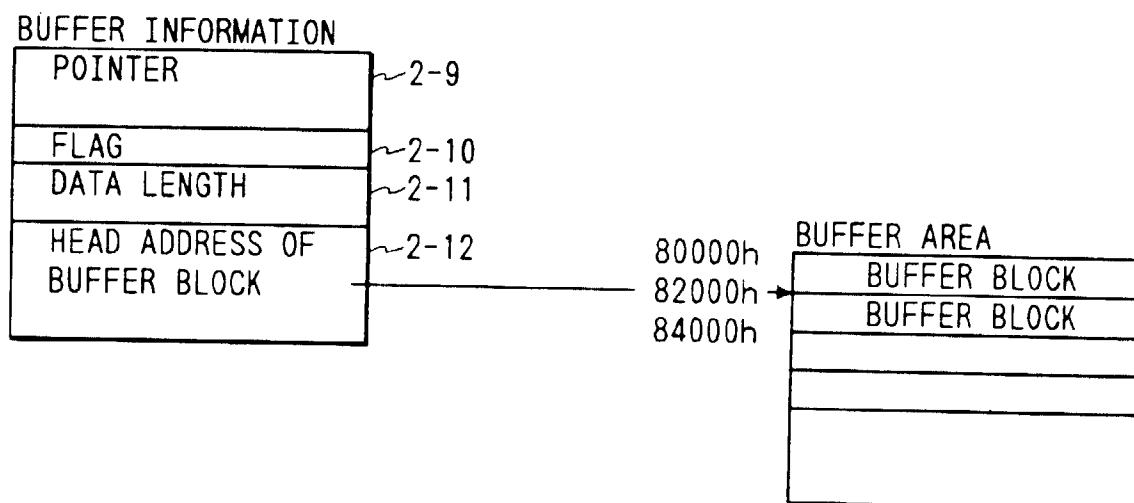 BUFFER INFORMATION
POINTER
2-9
FLAG
2-10
DATA LENGTH
2-11
HEAD ADDRESS OF
BUFFER BLOCK
2-12
BUFFER AREA
80000h
BUFFER BLOCK
82000h
BUFFER BLOCK
84000h